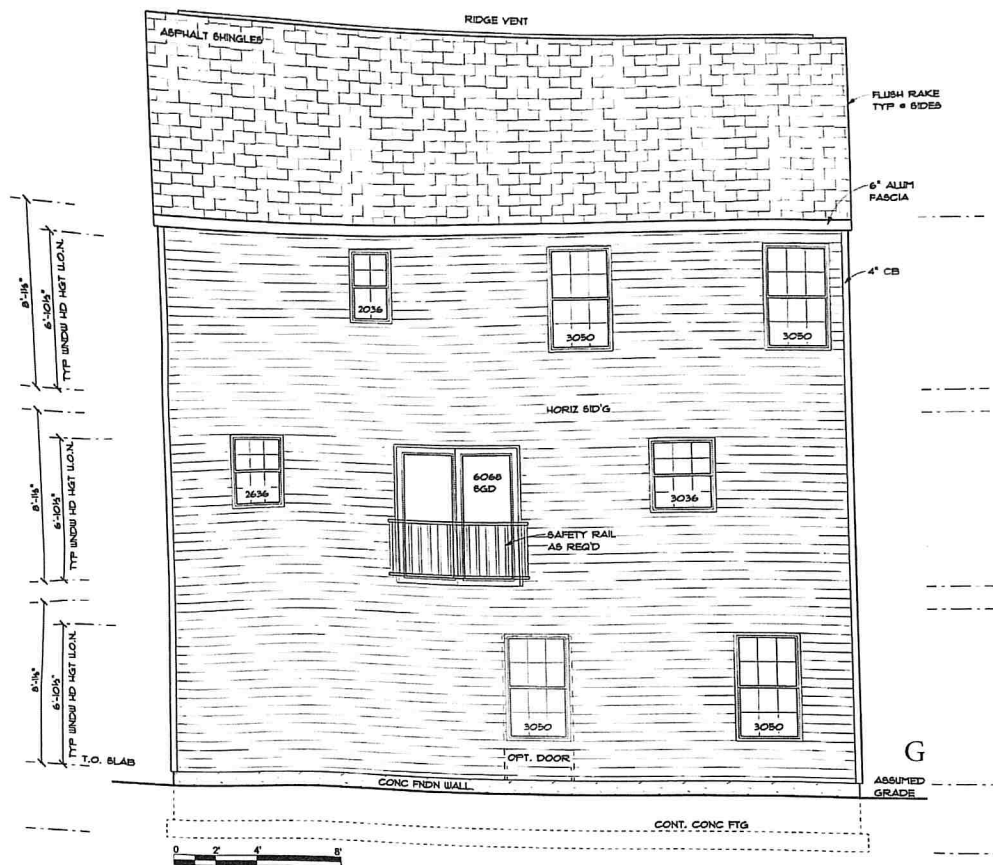 RIDGE VENT
ASPHALT SHINGLES
FLUSH RAKE
TYP @ SIDES
6" ALUM
FASCIA
4" CB
8'-1½"
6'-10½"
TYP WNDW HD HGT U.O.N.
2036
3050
3050
HORIZ SID'G
8'-1½"
6'-10½"
TYP WNDW HD HGT U.O.N.
2636
6068
SGD
3036
SAFETY RAIL
AS REQ'D
8'-1½"
6'-10½"
TYP WNDW HD HGT U.O.N.
3050
3050
OPT. DOOR
T.O. SLAB
G
CONC FNDN WALL
ASSUMED
GRADE
CONT. CONC FTG
0 2' 4' 8'